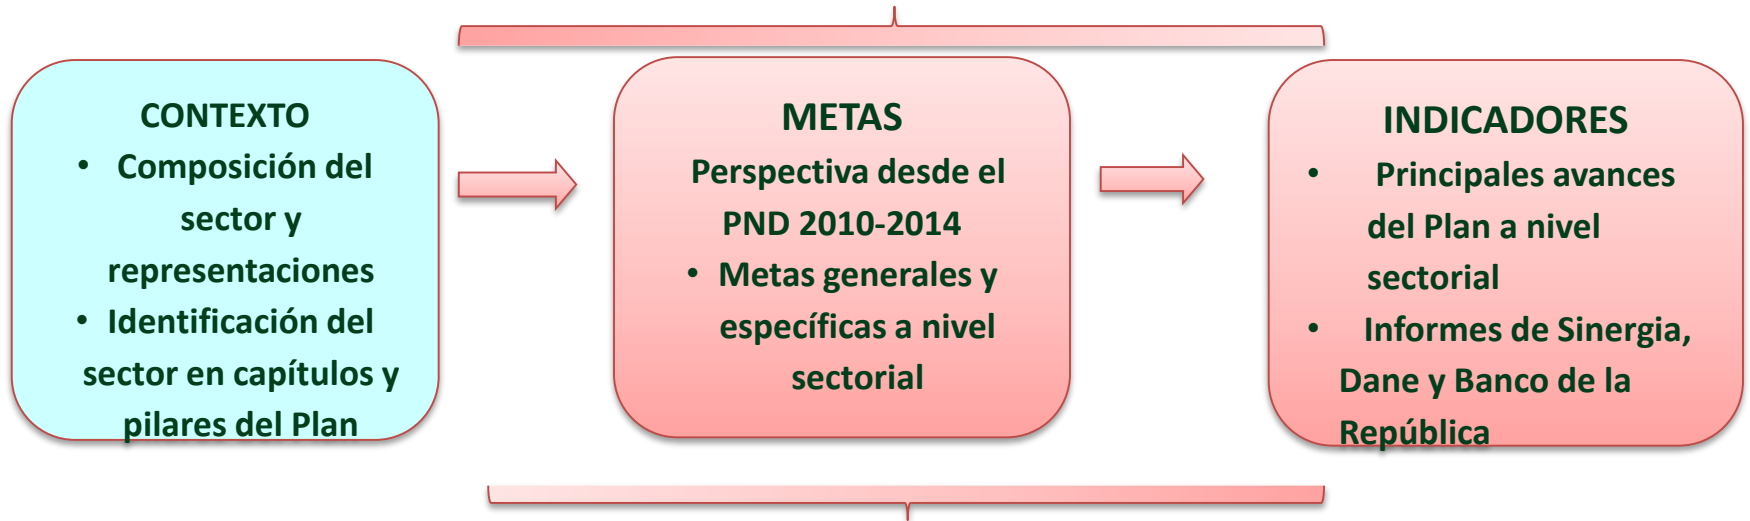 CONTEXTO
• Composición del
sector y
representaciones
• Identificación del
sector en capítulos y
pilares del Plan
METAS
Perspectiva desde el
PND 2010-2014
• Metas generales y
específicas a nivel
sectorial
INDICADORES
• Principales avances
del Plan a nivel
sectorial
• Informes de Sinergia,
Dane y Banco de la
República